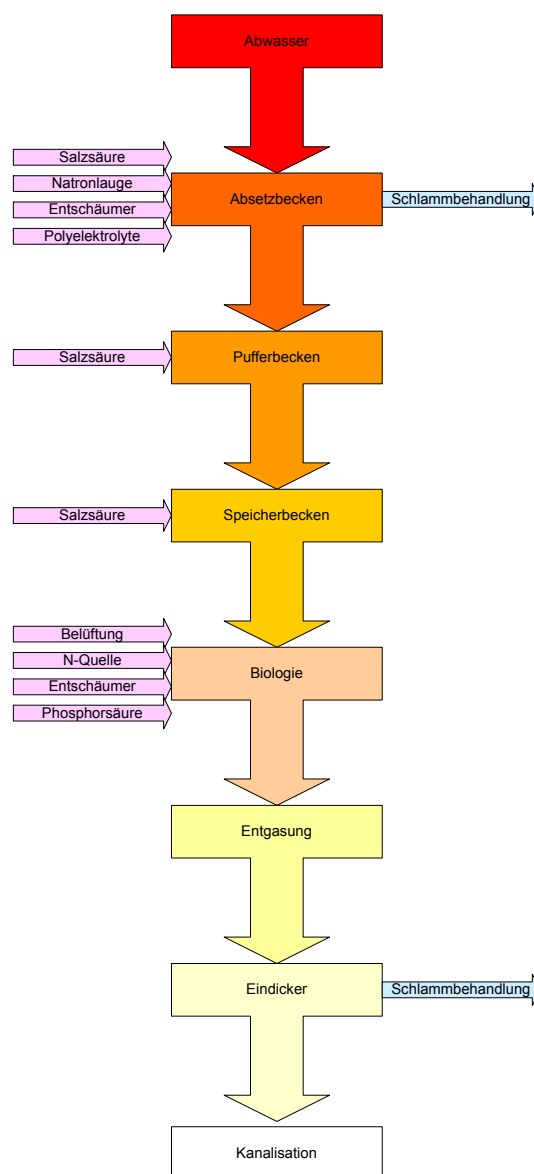 Abwasser
Salzsäure
Natronlauge
Entschäumer
Polyelektrolyte
Absetzbecken
Schlammbehandlung
Salzsäure
Pufferbecken
Salzsäure
Speicherbecken
Belüftung
N-Quelle
Entschäumer
Phosphorsäure
Biologie
Entgasung
Eindicker
Schlammbehandlung
Kanalisation